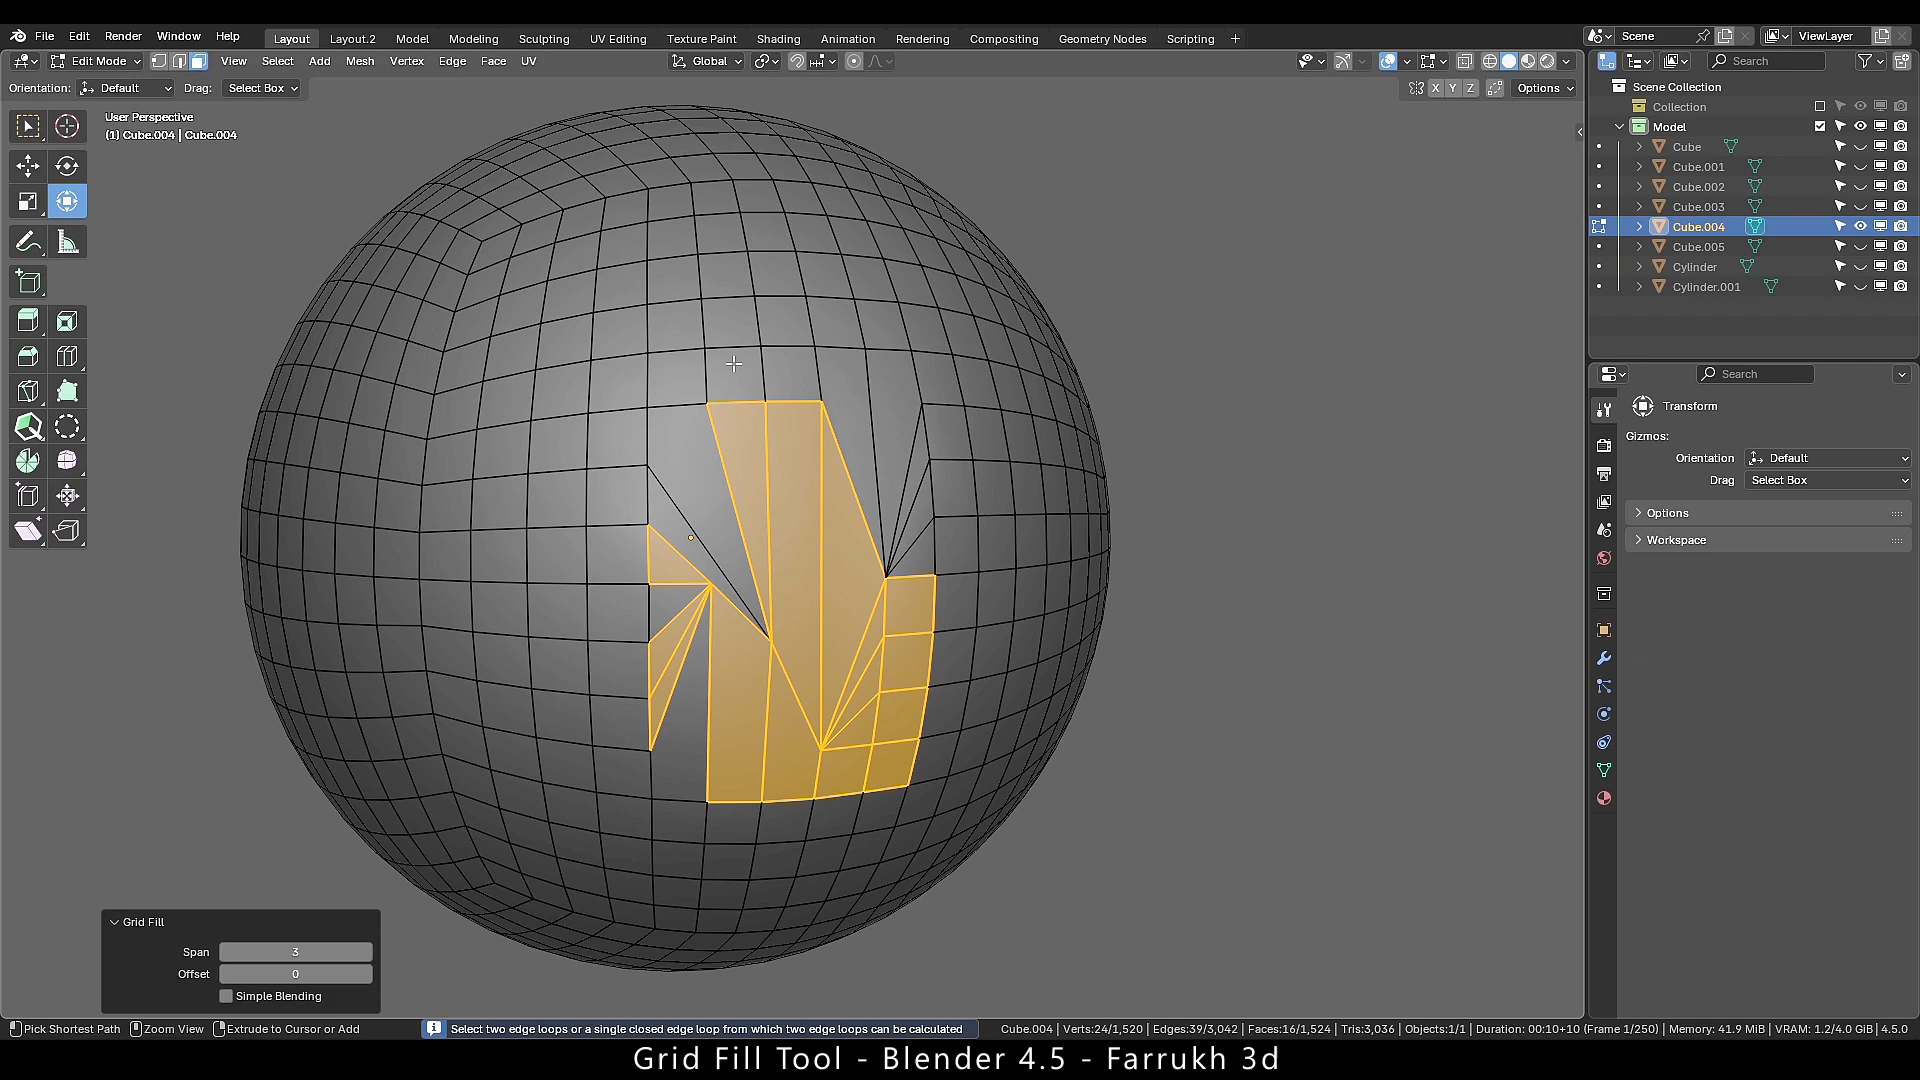 File Edit Render Window Help Layout Layout.2 Model Modeling Sculpting UV Editing Texture Paint Shading Animation Rendering Compositing Geometry Nodes Scripting + Scene ViewLayer
Edit Mode View Select Add Mesh Vertex Edge Face UV Global Search
Orientation: Default Drag: Select Box X Y Z Options
Scene Collection
Collection
Model
Cube
Cube.001
Cube.002
Cube.003
Cube.004
Cube.005
Cylinder
Cylinder.001
User Perspective
(1) Cube.004 | Cube.004
Search
Transform
Gizmos:
Orientation Default
Drag Select Box
Options
Workspace
Grid Fill
Span 3
Offset 0
Simple Blending
Pick Shortest Path Zoom View Extrude to Cursor or Add Select two edge loops or a single closed edge loop from which two edge loops can be calculated Cube.004 | Verts:24/1,520 | Edges:39/3,042 | Faces:16/1,524 | Tris:3,036 | Objects:1/1 | Duration: 00:10+10 (Frame 1/250) | Memory: 41.9 MiB | VRAM: 1.2/4.0 GiB | 4.5.0
Grid Fill Tool - Blender 4.5 - Farrukh 3d